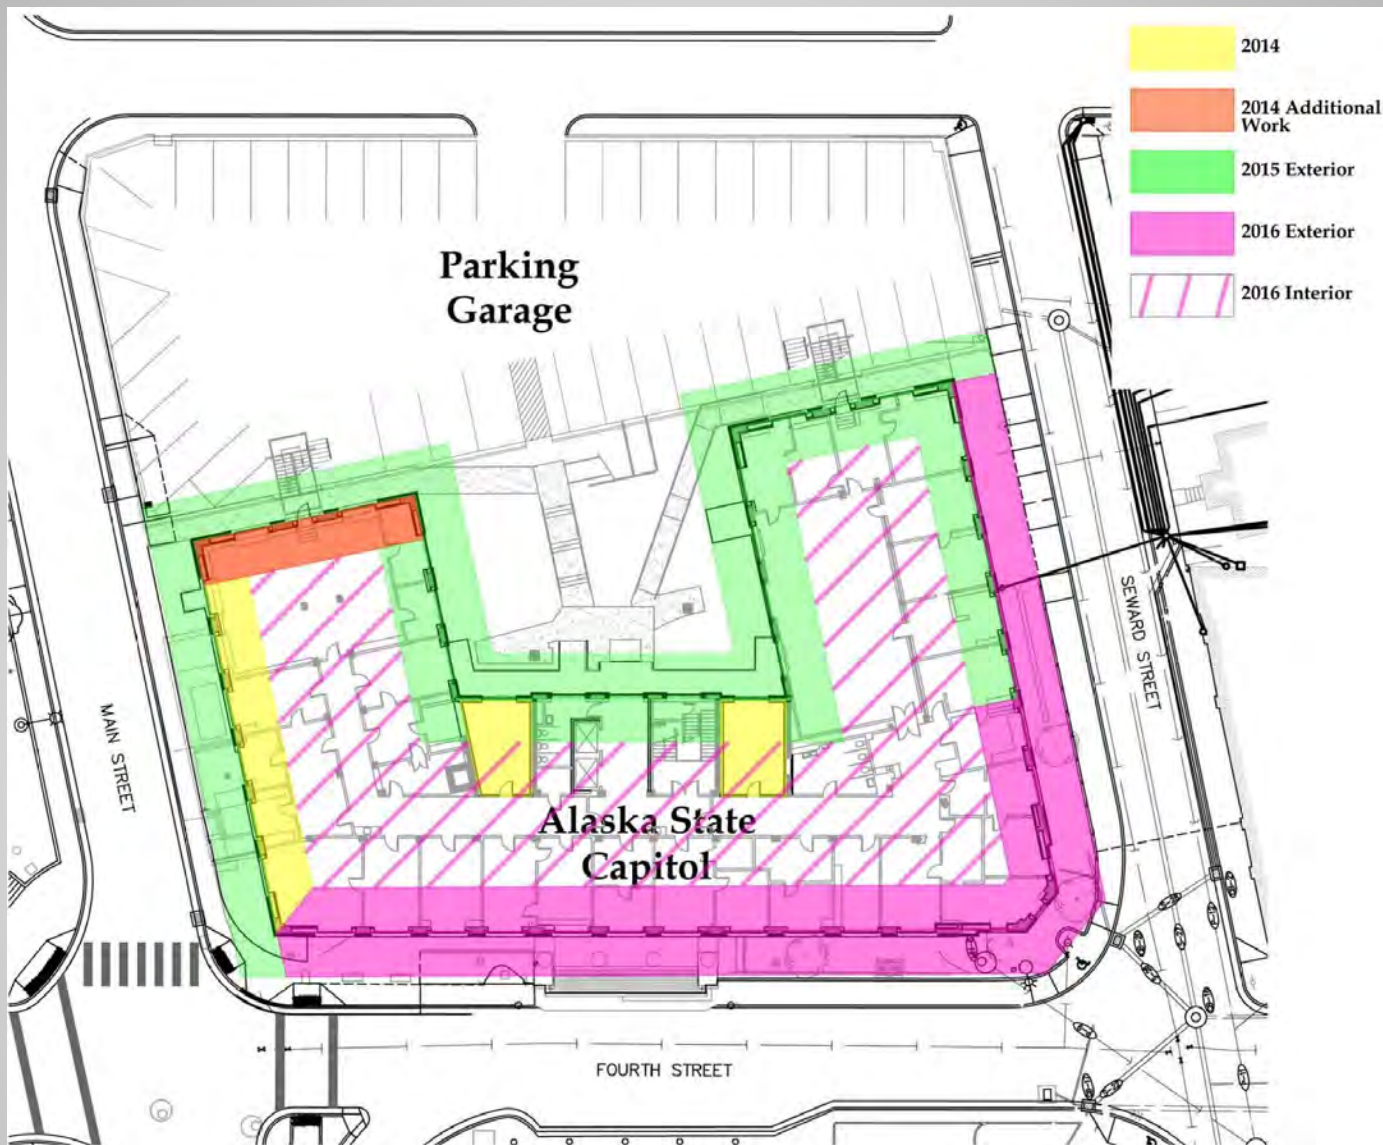 2014
2014 Additional
Work
2015 Exterior
2016 Exterior
2016 Interior
Parking
Garage
SEWARD STREET
MAIN STREET
Alaska State
Capitol
FOURTH STREET